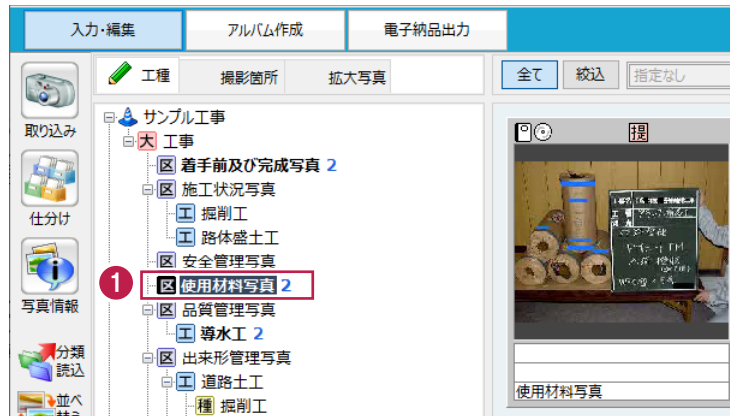 入力・編集
アルバム作成
電子納品出力
取り込み
仕分け
写真情報
分類
読込
並べ
工種
撮影箇所
拡大写真
サンプル工事
大 工事
区 着手前及び完成写真 2
区 施工状況写真
工 掘削工
工 路体盛土工
区 安全管理写真
1
区 使用材料写真 2
区 品質管理写真
工 導水工 2
区 出来形管理写真
工 道路土工
種 掘削工
全て
絞込
指定なし
提
使用材料写真